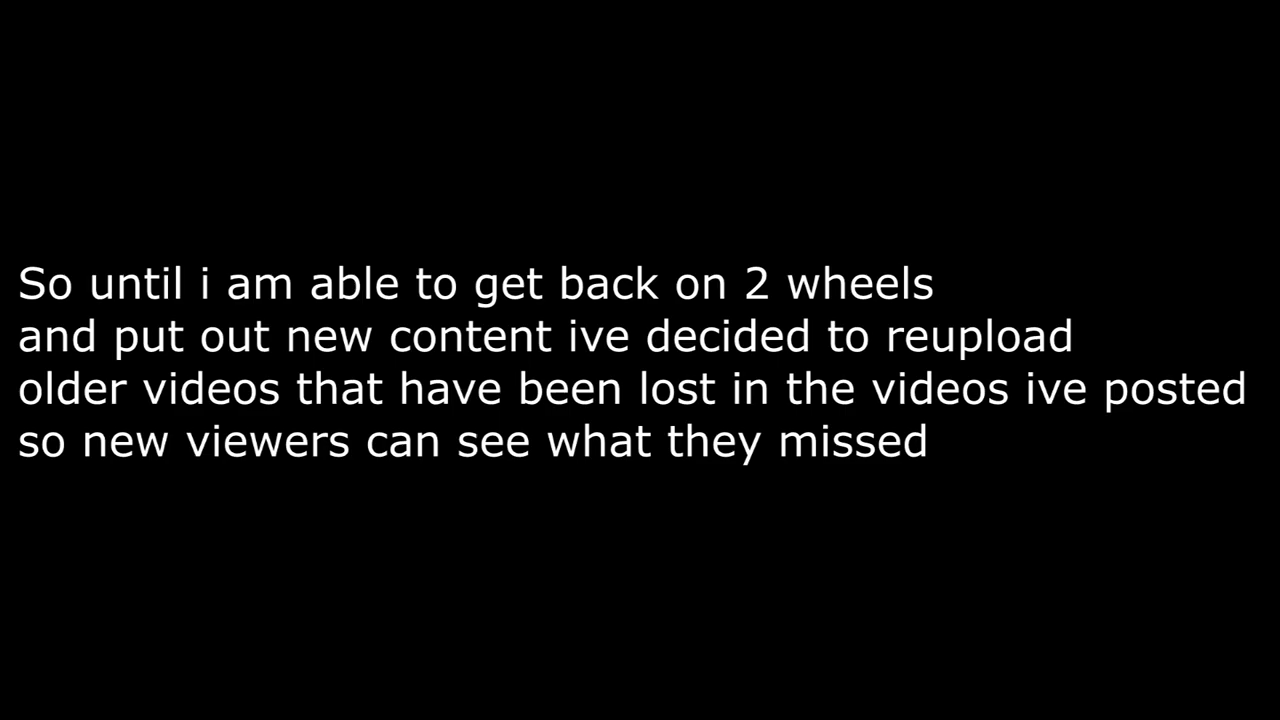 So until i am able to get back on 2 wheels
and put out new content ive decided to reupload
older videos that have been lost in the videos ive posted
so new viewers can see what they missed